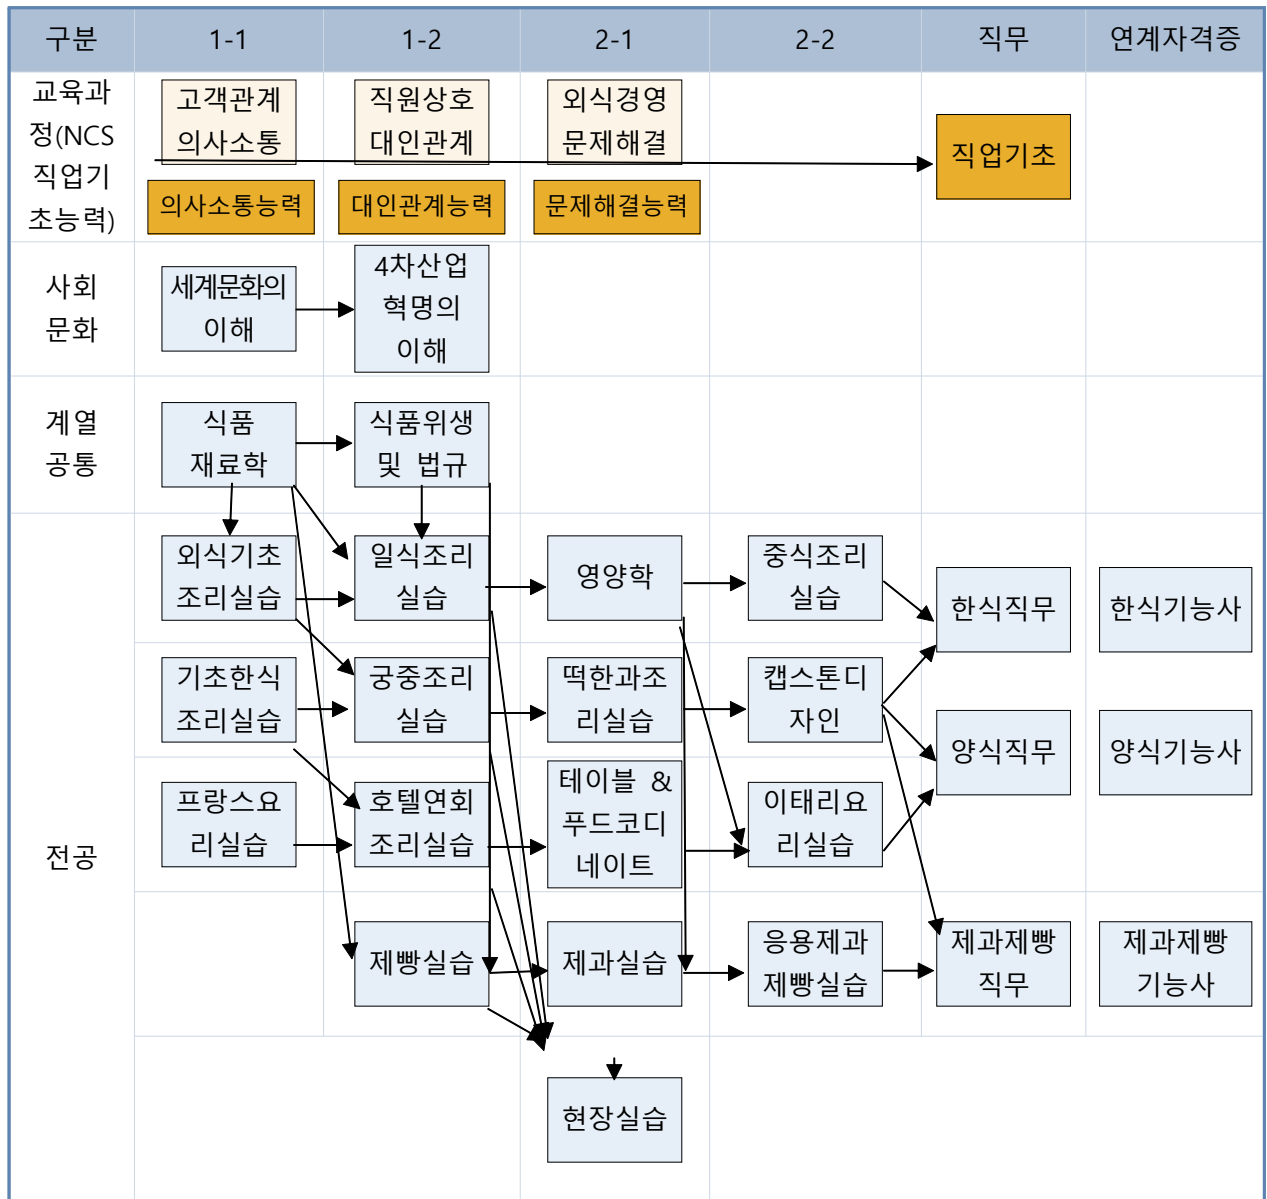 구분
1-1
1-2
2-1
2-2
직무
연계자격증
교육과
정(NCS
직업기
초능력)
고객관계
의사소통
직원상호
대인관계
외식경영
문제해결
직업기초
의사소통능력
대인관계능력
문제해결능력
사회
문화
세계문화의
이해
4차산업
혁명의
이해
계열
공통
식품
재료학
식품위생
및 법규
전공
외식기초
조리실습
일식조리
실습
영양학
중식조리
실습
한식직무
한식기능사
기초한식
조리실습
궁중조리
실습
떡한과조
리실습
캡스톤디
자인
양식직무
양식기능사
프랑스요
리실습
호텔연회
조리실습
테이블 &
푸드코디
네이트
이태리요
리실습
제빵실습
제과실습
응용제과
제빵실습
제과제빵
직무
제과제빵
기능사
현장실습